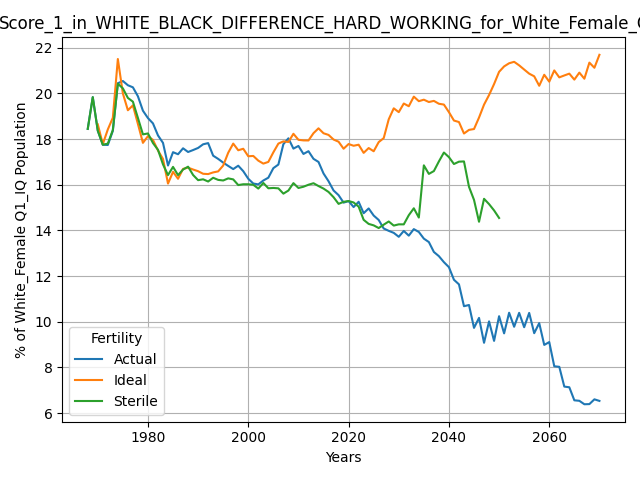 Score_1_in_WHITE_BLACK_DIFFERENCE_HARD_WORKING_for_White_Female_
% of White_Female Q1_IQ Population
22
20
18
16
14
12
10
8
6
Fertility
Actual
Ideal
Sterile
1980
2000
2020
2040
2060
Years